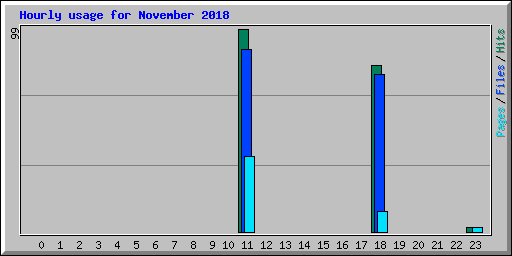 Hourly usage for November 2018
99
Pages/Files/Hits
0 1 2 3 4 5 6 7 8 9 10 11 12 13 14 15 16 17 18 19 20 21 22 23